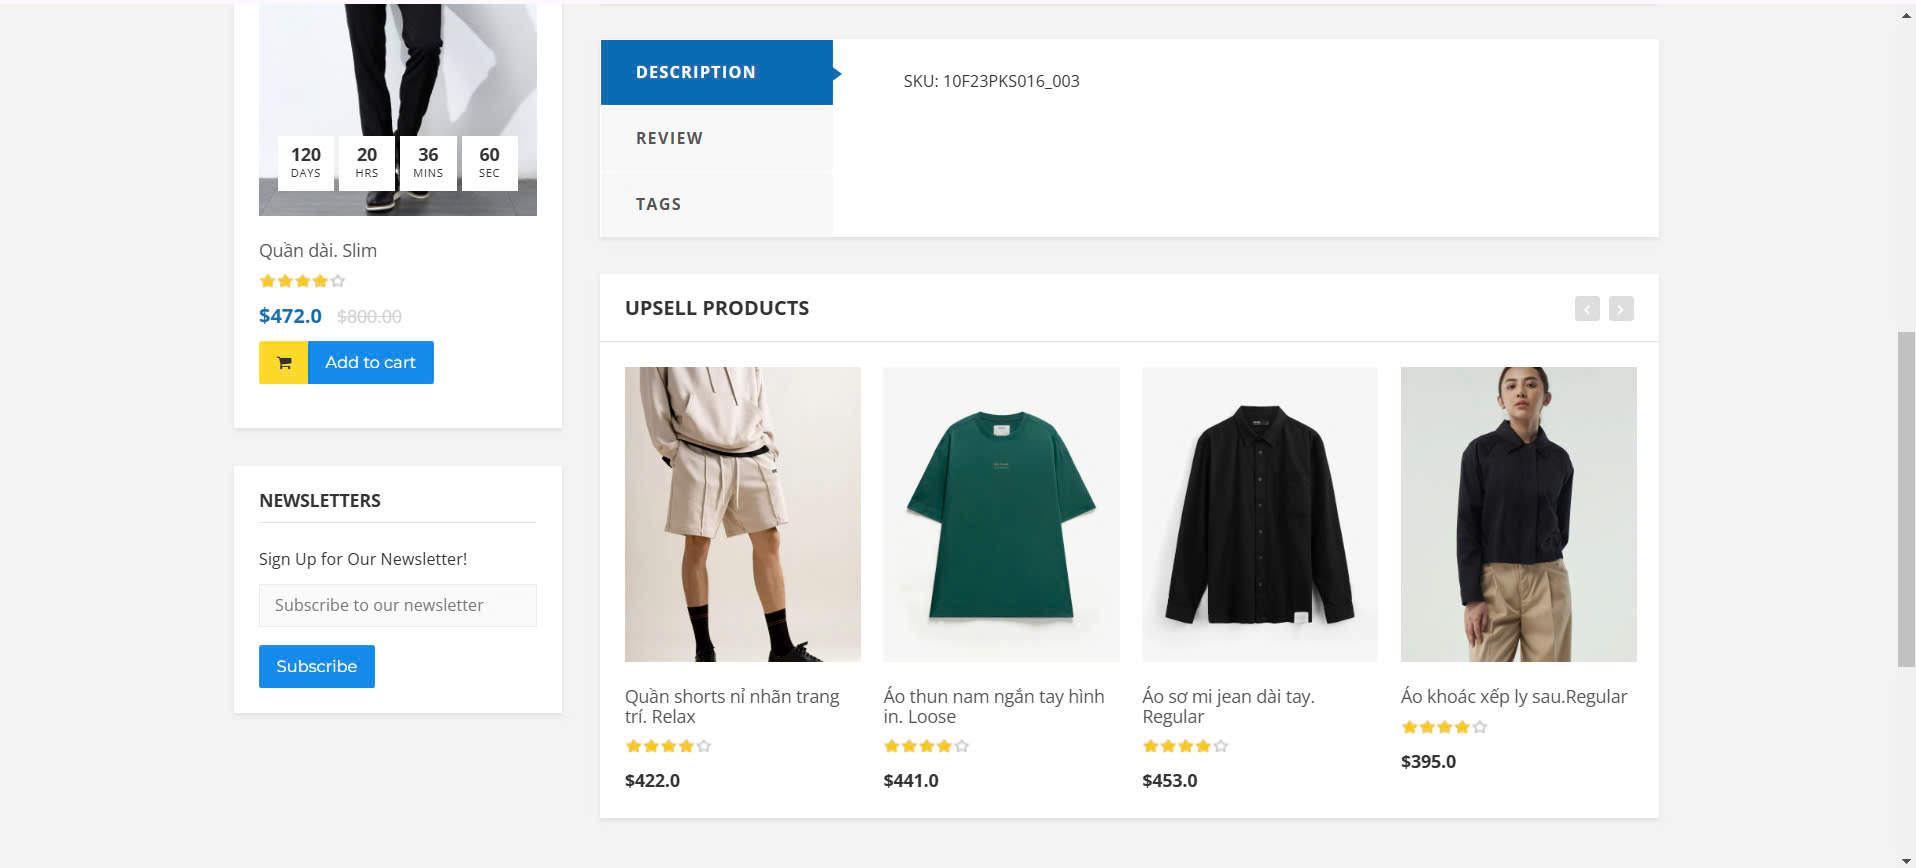 120
DAYS
20
HRS
36
MINS
60
SEC
Quần dài. Slim
$472.0 $800.00
Add to cart
NEWSLETTERS
Sign Up for Our Newsletter!
Subscribe to our newsletter
Subscribe
DESCRIPTION
REVIEW
TAGS
SKU: 10F23PKS016_003
UPSELL PRODUCTS
Quần shorts nỉ nhãn trang
trí. Relax
$422.0
Áo thun nam ngắn tay hình
in. Loose
$441.0
Áo sơ mi jean dài tay.
Regular
$453.0
Áo khoác xếp ly sau.Regular
$395.0